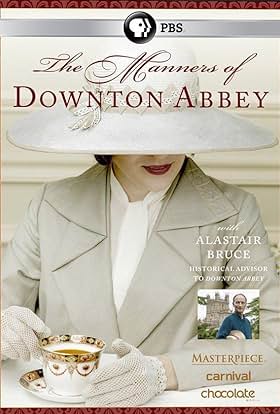 PBS
The Manners of
DOWNTON ABBEY
with
ALASTAIR
BRUCE
HISTORICAL ADVISOR
TO DOWNTON ABBEY
MASTERPIECE
carnival
chocolate